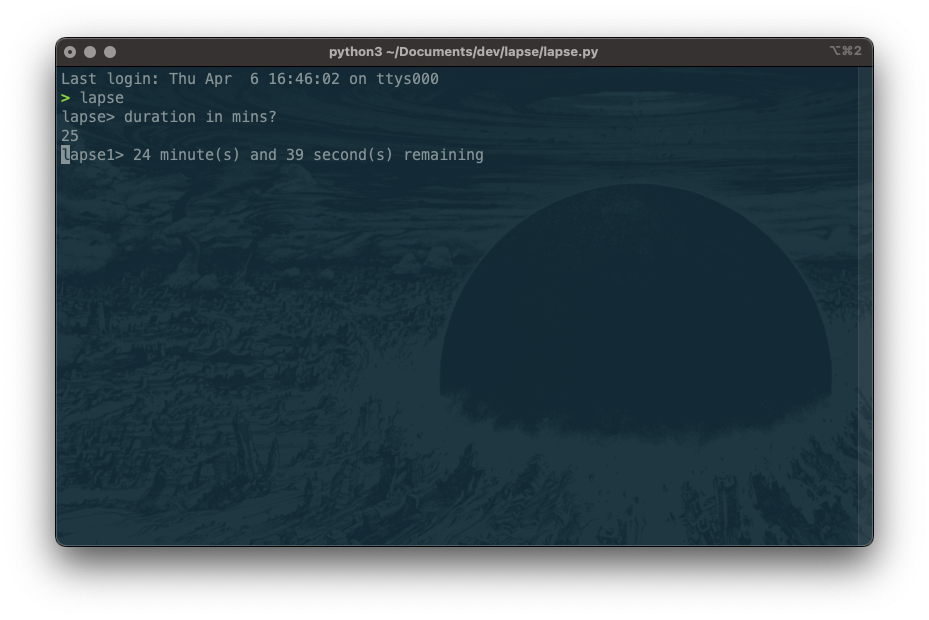 python3 ~/Documents/dev/lapse/lapse.py ⌥⌘2
Last login: Thu Apr  6 16:46:02 on ttys000
> lapse
lapse> duration in mins?
25
lapse1> 24 minute(s) and 39 second(s) remaining